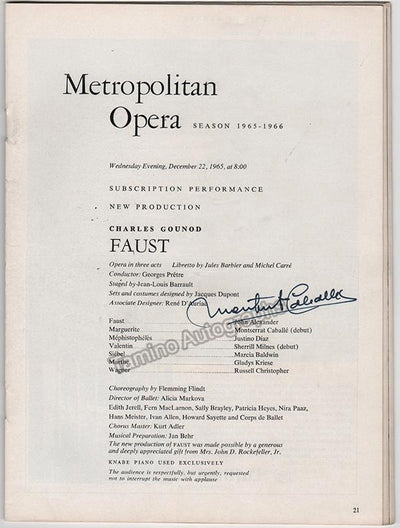 Metropolitan
Opera SEASON 1965-1966
Wednesday Evening, December 22, 1965, at 8:00
SUBSCRIPTION PERFORMANCE
NEW PRODUCTION
CHARLES GOUNOD
FAUST
Opera in three acts Libretto by Jules Barbier and Michel Carré
Conductor: Georges Prêtre
Staged by Jean-Louis Barrault
Sets and costumes designed by Jacques Dupont
Associate Designer: René D'Auriac
Montserrat Caballé
Faust John Alexander
Marguerite Montserrat Caballé (debut)
Méphistophélès Justino Díaz
Valentin Sherrill Milnes (debut)
Siébel Marcia Baldwin
Marthe Gladys Kriese
Wagner Russell Christopher
Tamino Autographs
Choreography by Flemming Flindt
Director of Ballet: Alicia Markova
Edith Jerell, Fern MacLarnon, Sally Brayley, Patricia Heyes, Nira Paaz,
Hans Meister, Ivan Allen, Howard Sayette and Corps de Ballet
Chorus Master: Kurt Adler
Musical Preparation: Jan Behr
The new production of FAUST was made possible by a generous
and deeply appreciated gift from Mrs. John D. Rockefeller, Jr.
KNABE PIANO USED EXCLUSIVELY
The audience is respectfully, but urgently, requested
not to interrupt the music with applause
21